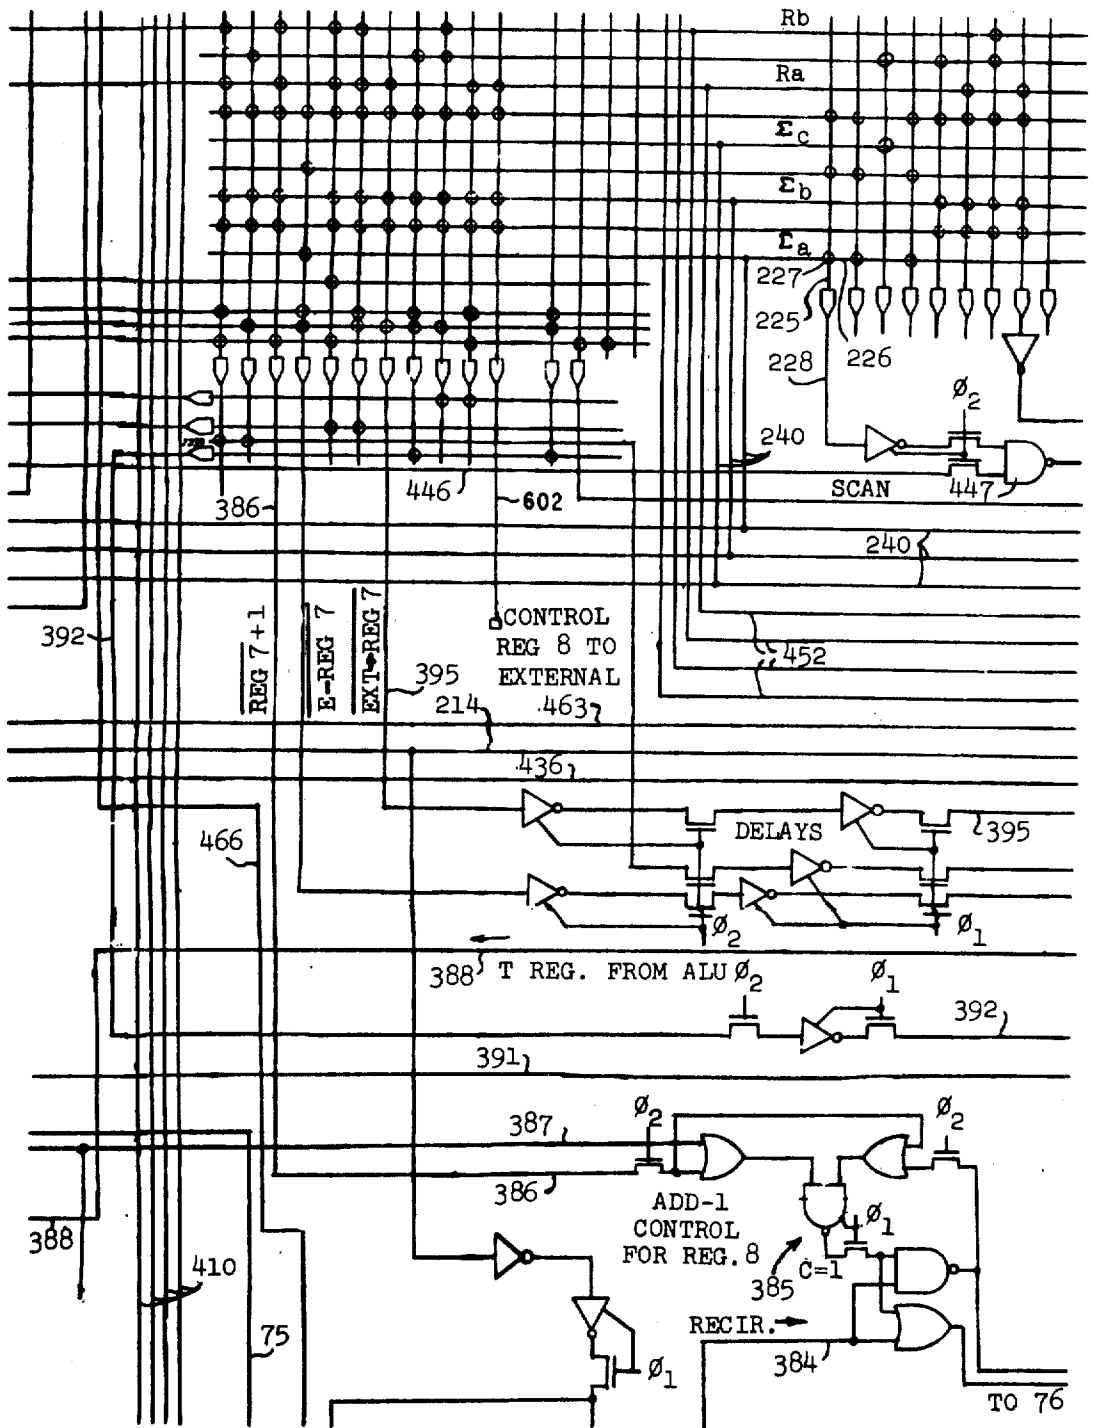 Rb
Ra
Σc
Σb
Σa
227
225
228
226
Ø2
240
446
SCAN
447
386
602
240
392
REG 7+1
E→REG 7
EXT→REG 7
CONTROL
REG 8 TO
EXTERNAL
395
452
214
463
436
466
DELAYS
395
Ø2
Ø1
388
T REG. FROM ALU
Ø2
Ø1
392
391
387
Ø2
Ø2
386
ADD-1
CONTROL
FOR REG.8
Ø1
388
385
C=1
410
RECIR.→
75
384
Ø1
TO 76